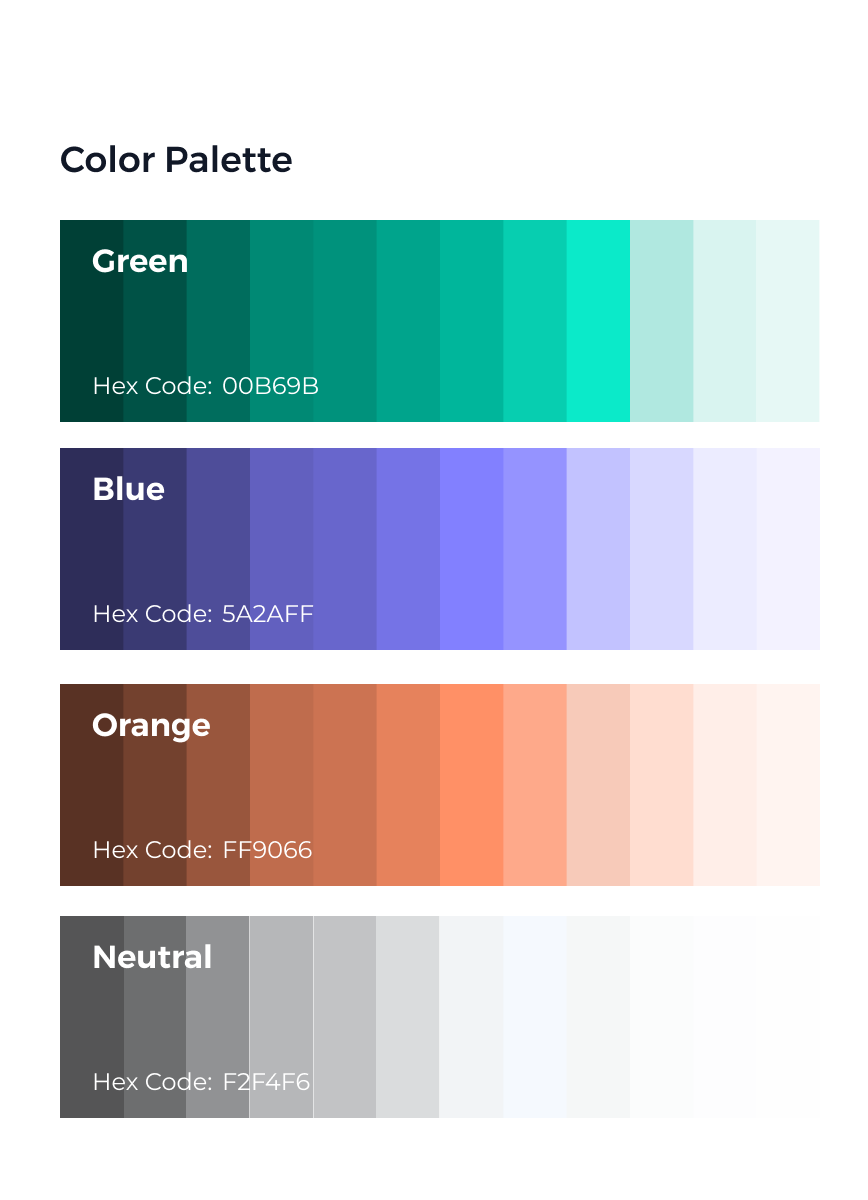 Color Palette
Green
Hex Code: 00B69B
Blue
Hex Code: 5A2AFF
Orange
Hex Code: FF9066
Neutral
Hex Code: F2F4F6